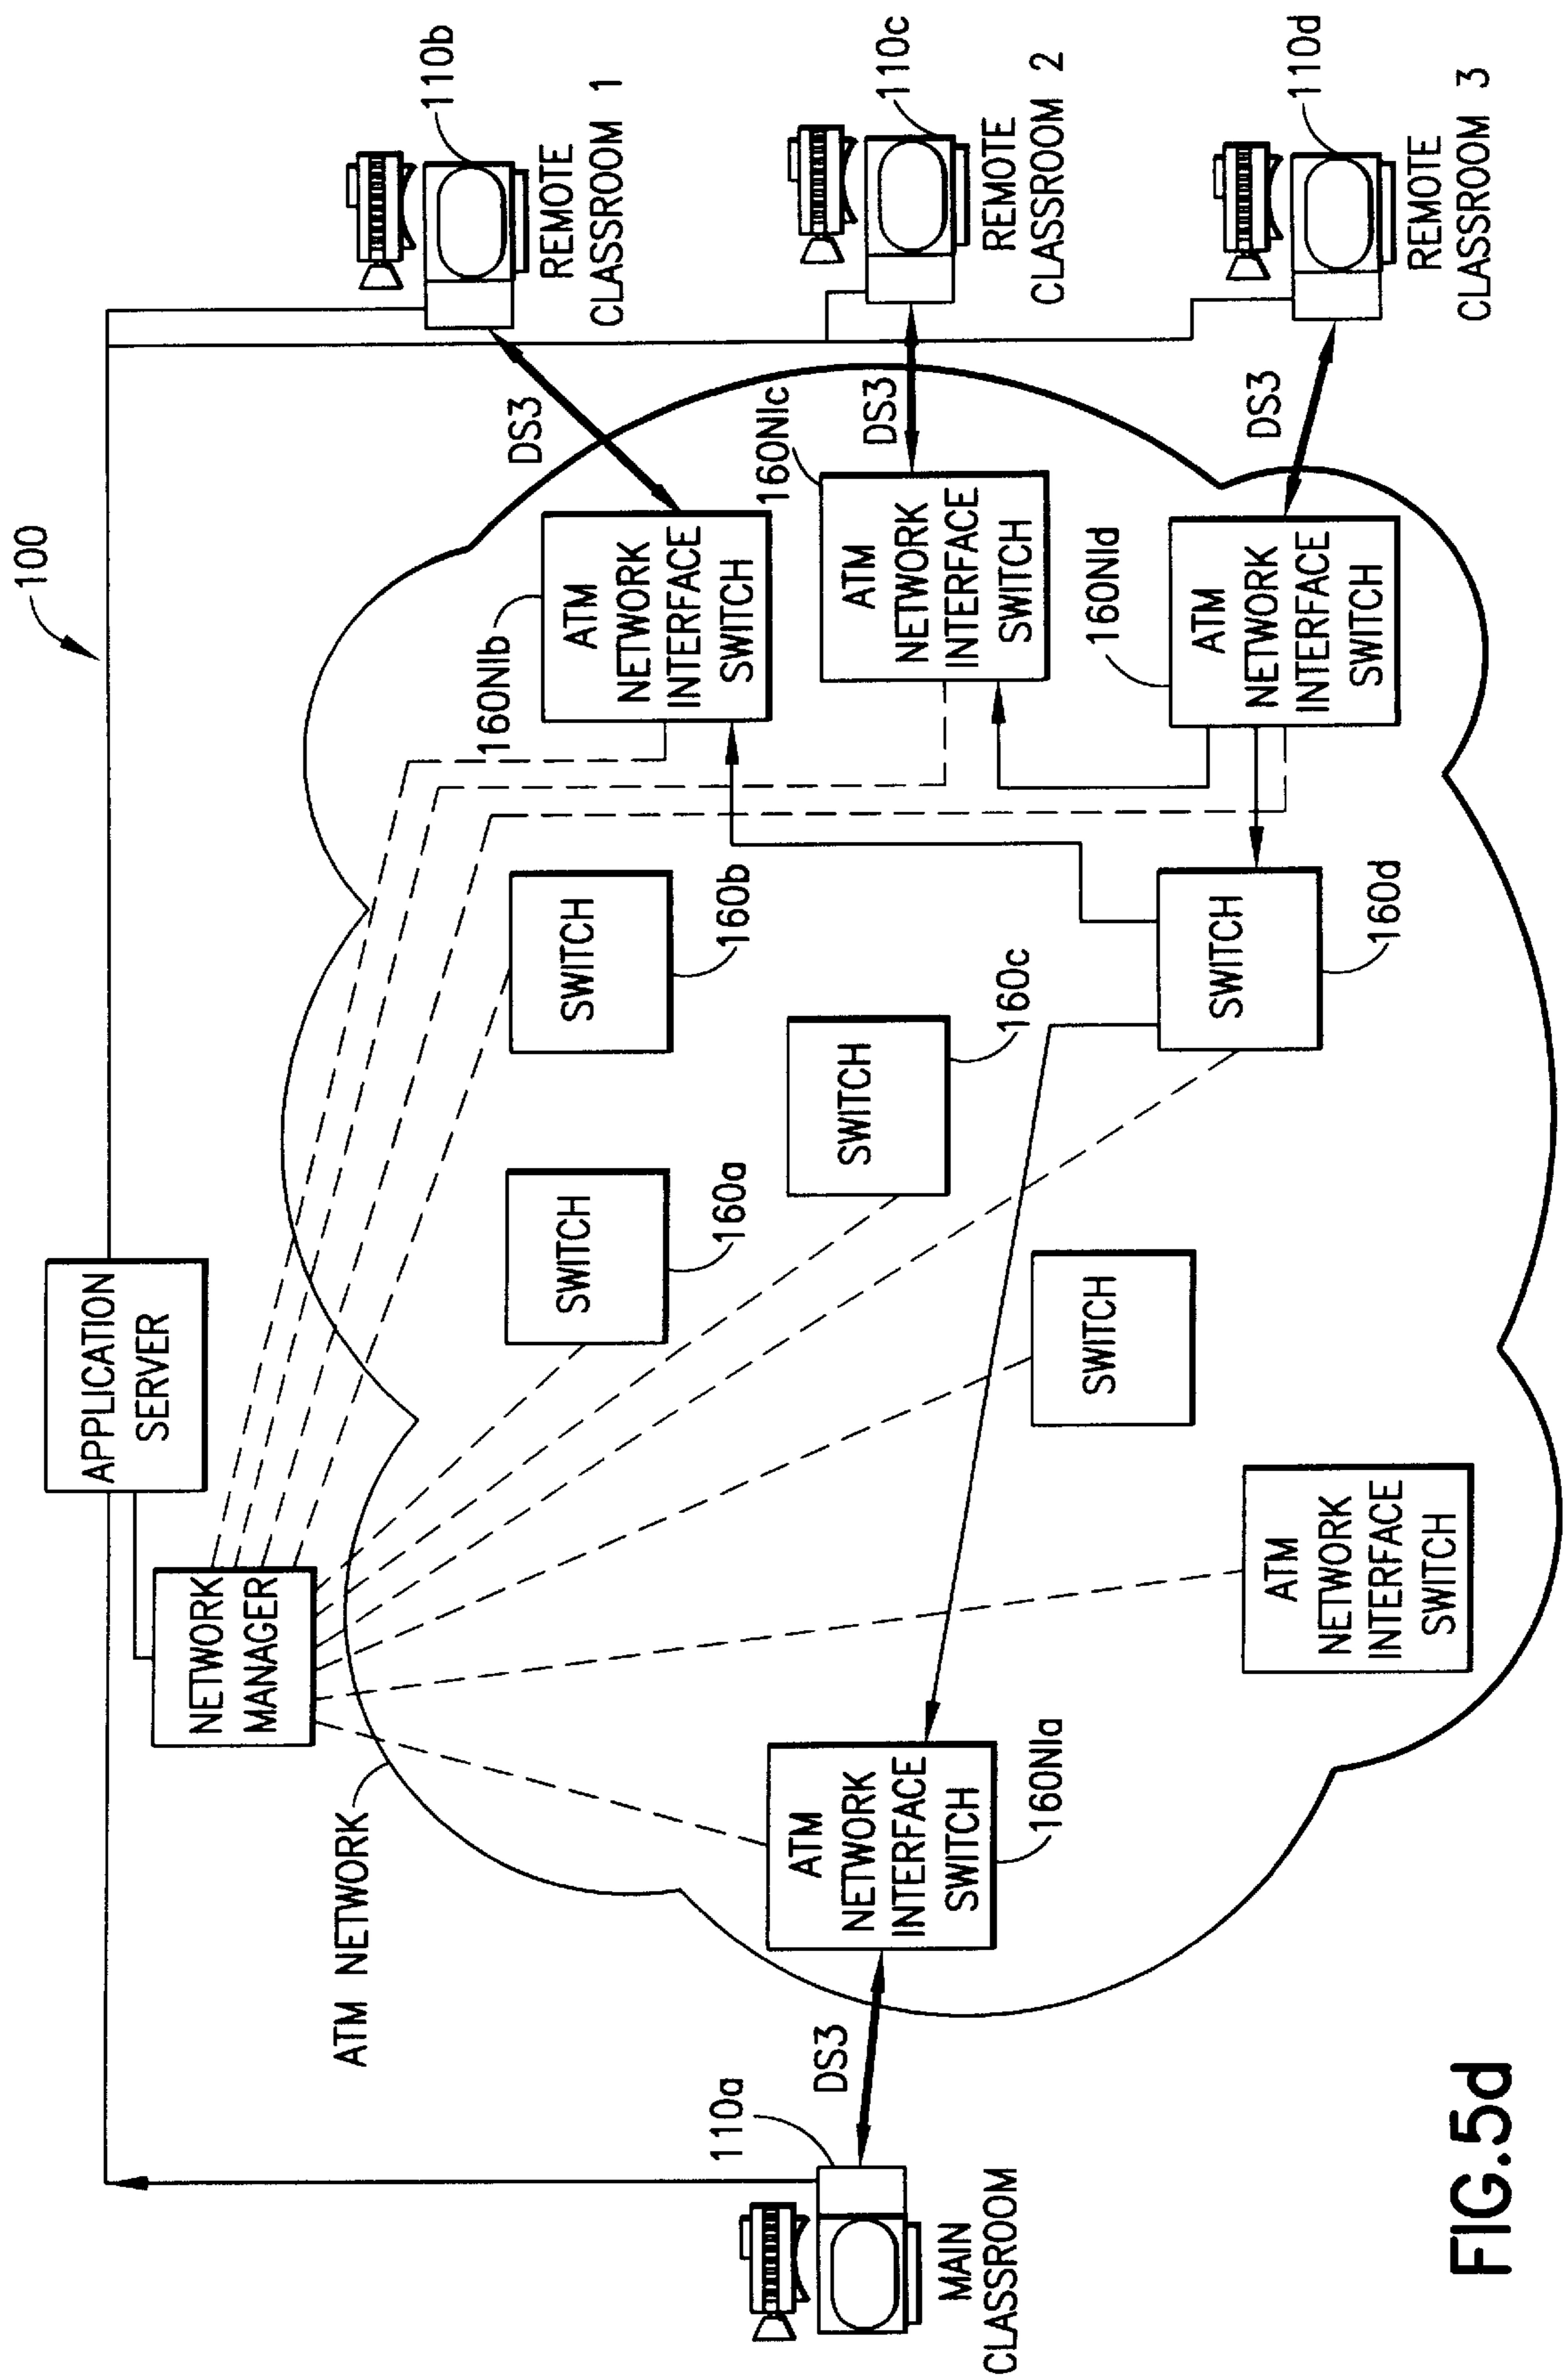 100
APPLICATION
SERVER
NETWORK
MANAGER
ATM NETWORK
110b
REMOTE
CLASSROOM 1
DS3
160NIb
ATM
NETWORK
INTERFACE
SWITCH
SWITCH
160b
SWITCH
160a
110a
MAIN
CLASSROOM
DS3
ATM
NETWORK
INTERFACE
SWITCH
160NIa
SWITCH
160c
160NIc
ATM
NETWORK
INTERFACE
SWITCH
DS3
110c
REMOTE
CLASSROOM 2
SWITCH
SWITCH
160d
160NId
ATM
NETWORK
INTERFACE
SWITCH
DS3
110d
REMOTE
CLASSROOM 3
ATM
NETWORK
INTERFACE
SWITCH
FIG.5d